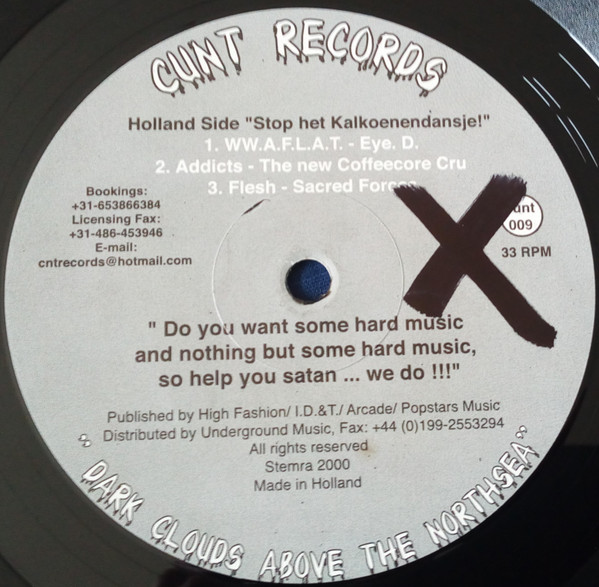 CUNT RECORDS
Holland Side "Stop het Kalkoenendansje!"
1. WW.A.F.L.A.T. - Eye. D.
2. Addicts - The new Coffeecore Cru
3. Flesh - Sacred Forces
Bookings:
+31-653866384
Licensing Fax:
+31-486-453946
E-mail:
cntrecords@hotmail.com
unt
009
33 RPM
" Do you want some hard music
and nothing but some hard music,
so help you satan ... we do !!!"
Published by High Fashion/ I.D.&T./ Arcade/ Popstars Music
Distributed by Underground Music, Fax: +44 (0)199-2553294
All rights reserved
Stemra 2000
Made in Holland
"DARK CLOUDS ABOVE THE NORTHSEA"